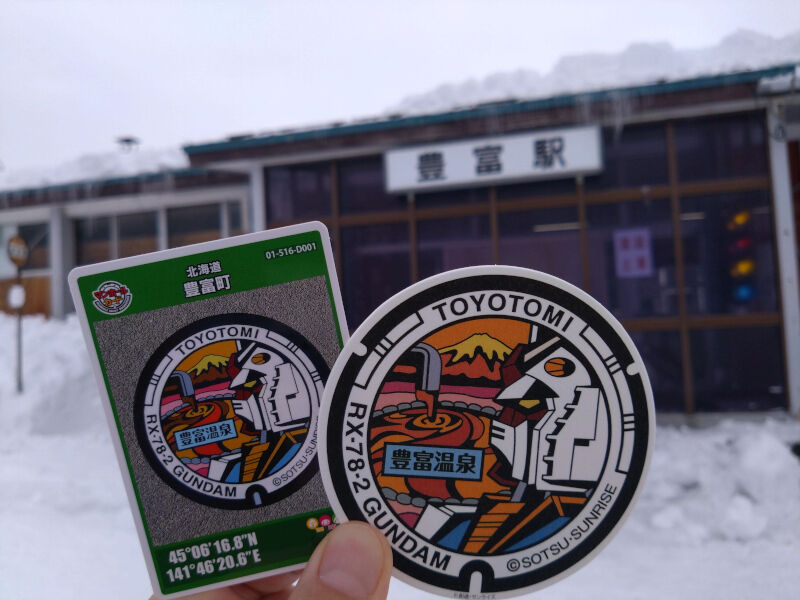 豊富駅
01-516-D001
北海道
豊富町
TOYOTOMI
豊富温泉
RX-78-2 GUNDAM
©SOTSU・SUNRISE
45°06'16.8"N
141°46'20.6"E
TOYOTOMI
豊富温泉
RX-78-2 GUNDAM
©SOTSU・SUNRISE